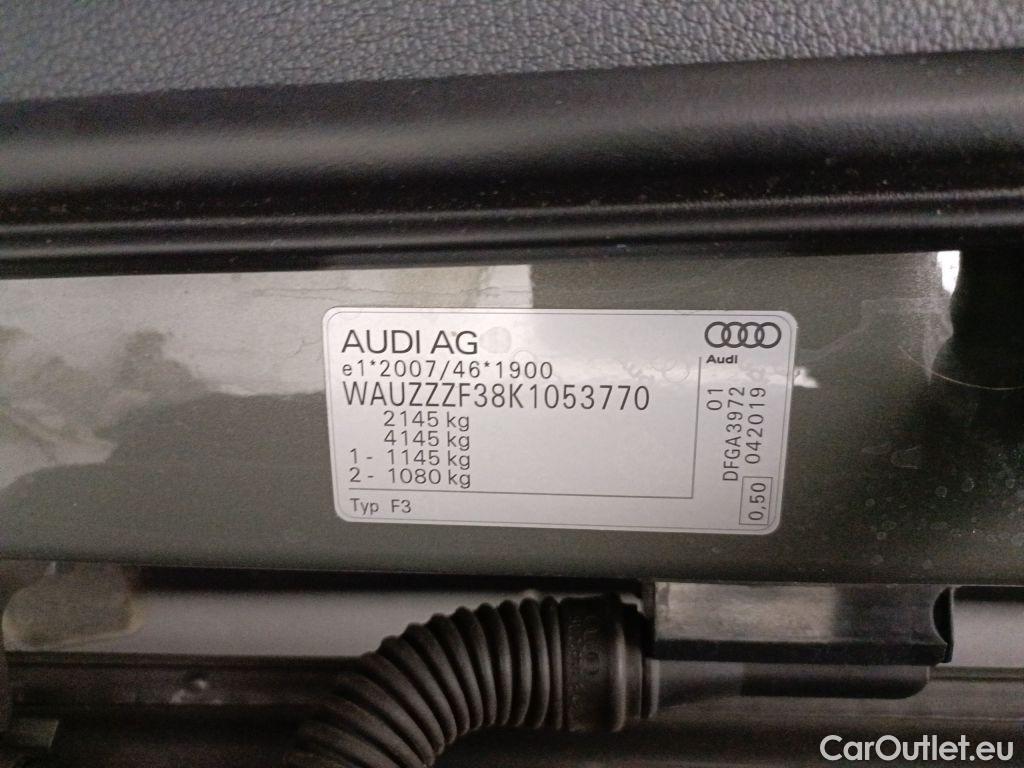 AUDI AG
e1*2007/46*1900
WAUZZZF38K1053770
2145 kg
4145 kg
1 - 1145 kg
2 - 1080 kg
Typ F3
Audi
01
DFGA3972
0,50 042019
CarOutlet.eu